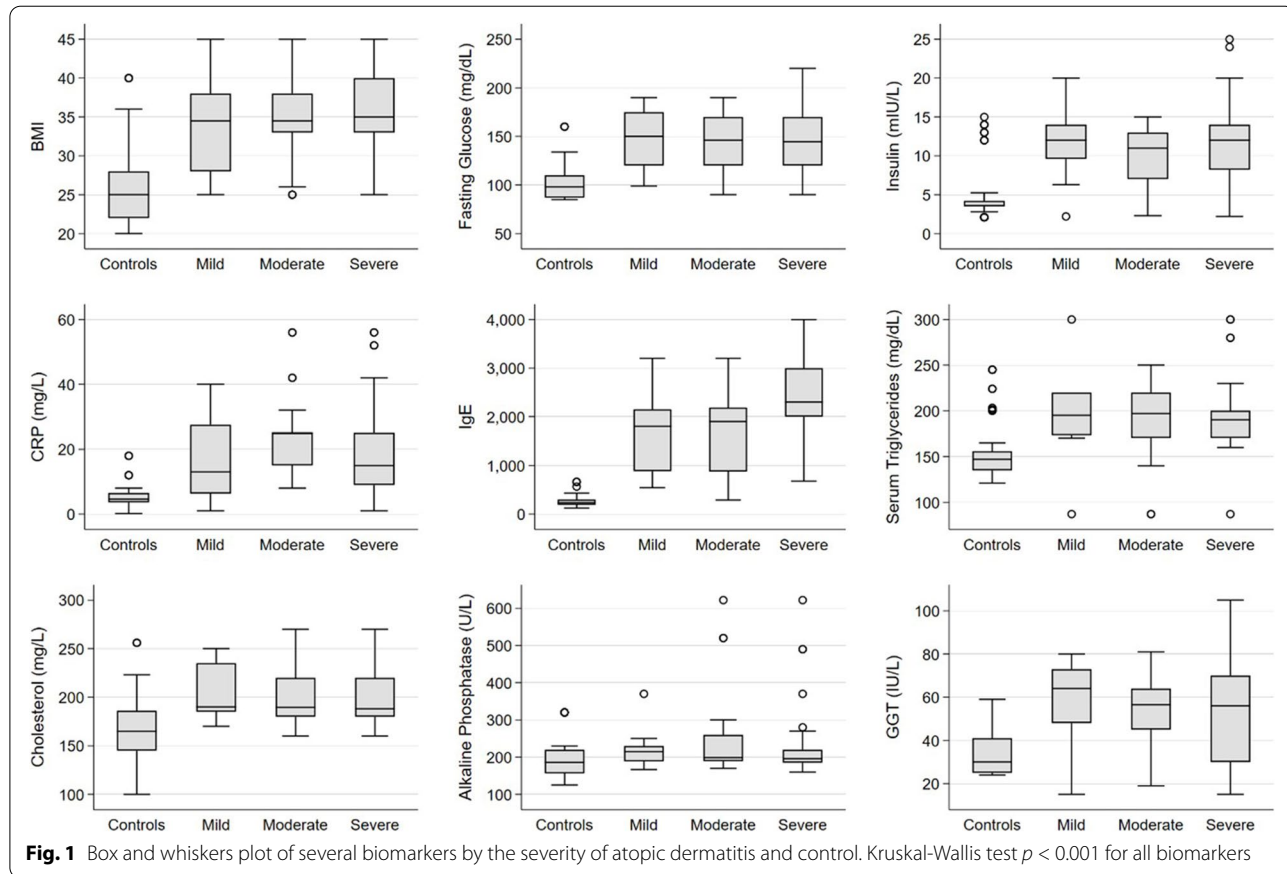 BMI
45
40
35
30
25
20
Controls Mild Moderate Severe
Fasting Glucose (mg/dL)
250
200
150
100
50
Controls Mild Moderate Severe
Insulin (mIU/L)
25
20
15
10
5
0
Controls Mild Moderate Severe
CRP (mg/L)
60
40
20
0
Controls Mild Moderate Severe
IgE
4,000
3,000
2,000
1,000
0
Controls Mild Moderate Severe
Serum Triglycerides (mg/dL)
300
250
200
150
100
Controls Mild Moderate Severe
Cholesterol (mg/L)
300
250
200
150
100
Controls Mild Moderate Severe
Alkaline Phosphatase (U/L)
600
500
400
300
200
100
Controls Mild Moderate Severe
GGT (IU/L)
100
80
60
40
20
Controls Mild Moderate Severe
Fig. 1 Box and whiskers plot of several biomarkers by the severity of atopic dermatitis and control. Kruskal-Wallis test p < 0.001 for all biomarkers